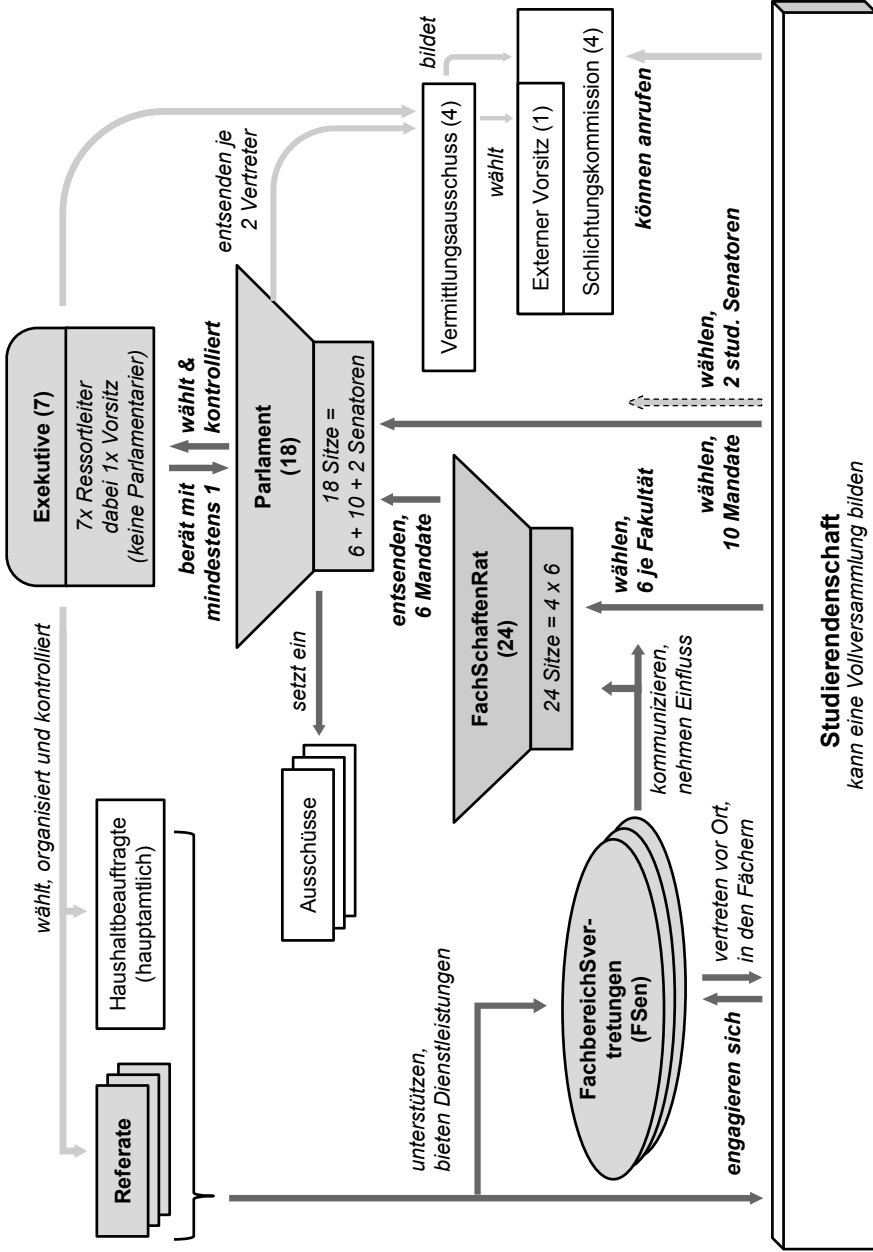 wählt, organisiert und kontrolliert
Exekutive (7)
7x Ressortleiter
dabei 1x Vorsitz
(keine Parlamentarier)
Referate
Haushaltbeauftragte
(hauptamtlich)
berät mit
mindestens 1
wählt &
kontrolliert
entsenden je
2 Vertreter
Parlament
(18)
18 Sitze =
6 + 10 + 2 Senatoren
setzt ein
Ausschüsse
bildet
Vermittlungsausschuss (4)
wählt
Externer Vorsitz (1)
Schlichtungskommission (4)
entsenden,
6 Mandate
unterstützen,
bieten Dienstleistungen
FachSchaftenRat
(24)
24 Sitze = 4 x 6
FachbereichSver-
tretungen
(FSen)
kommunizieren,
nehmen Einfluss
wählen,
6 je Fakultät
wählen,
10 Mandate
wählen,
2 stud. Senatoren
können anrufen
engagieren sich
vertreten vor Ort,
in den Fächern
Studierendenschaft
kann eine Vollversammlung bilden